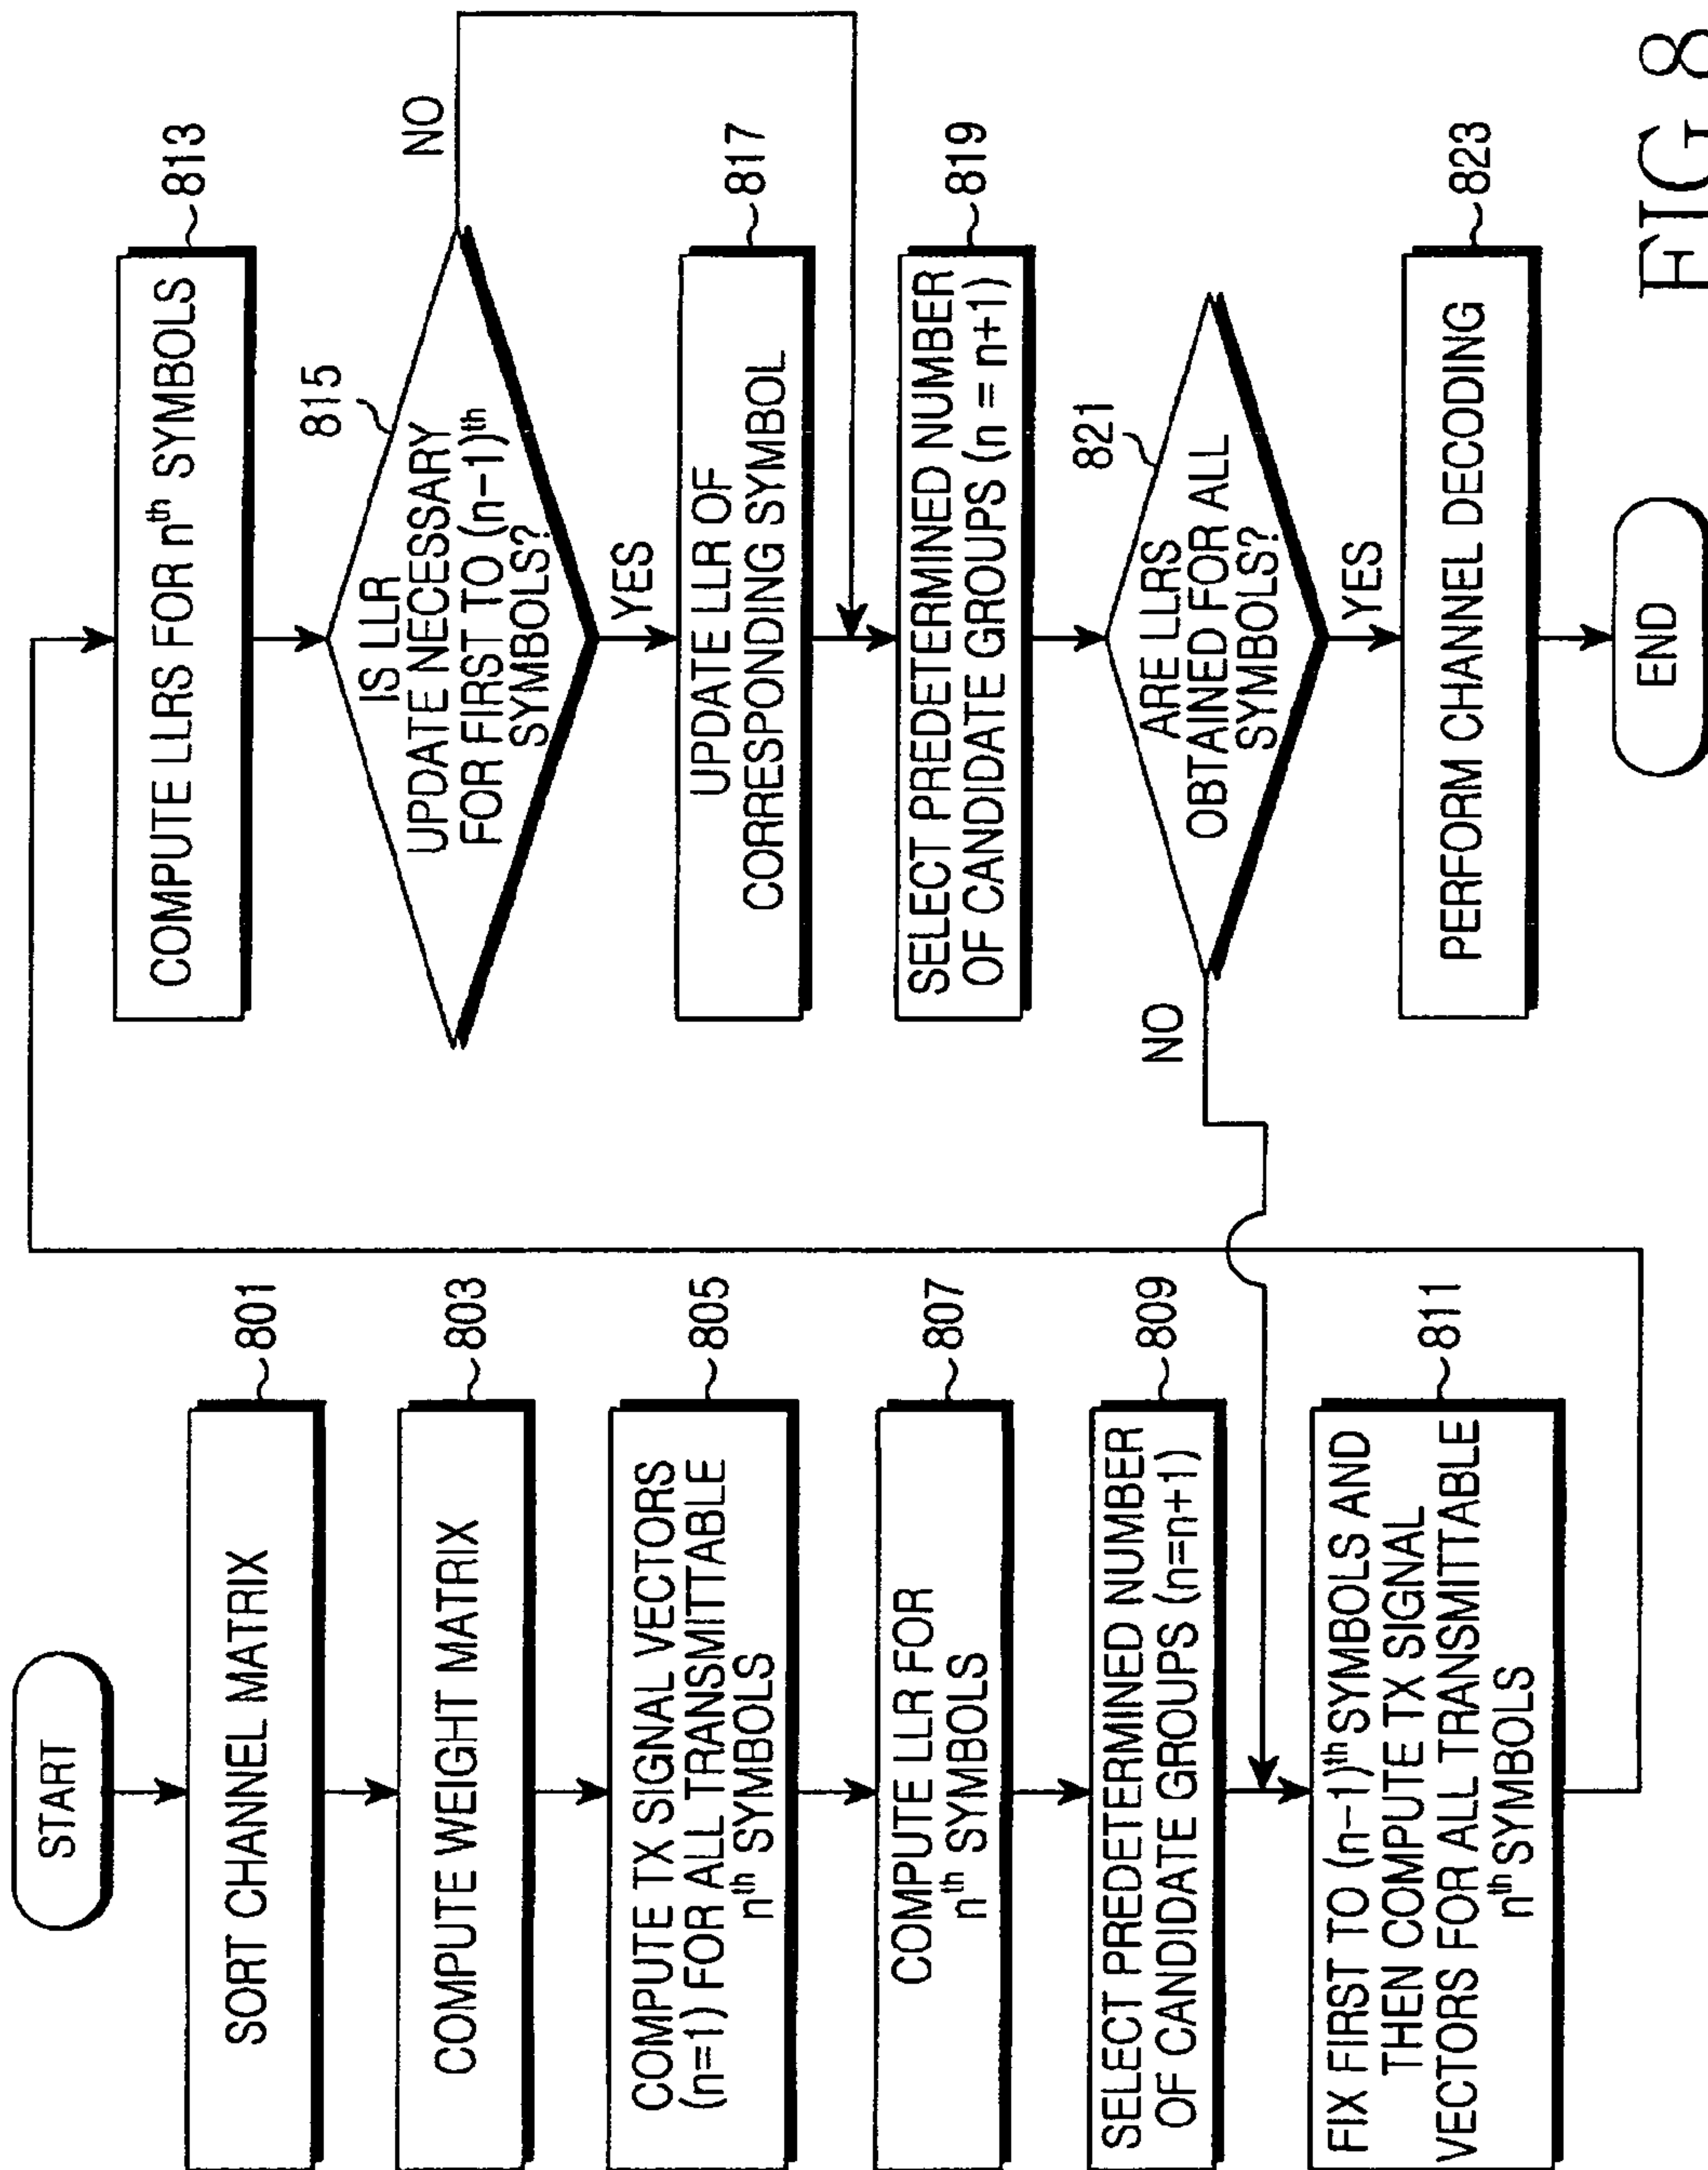 START
SORT CHANNEL MATRIX
801
COMPUTE WEIGHT MATRIX
803
COMPUTE TX SIGNAL VECTORS
(n=1) FOR ALL TRANSMITTABLE
nth SYMBOLS
805
COMPUTE LLR FOR
nth SYMBOLS
807
SELECT PREDETERMINED NUMBER
OF CANDIDATE GROUPS (n=n+1)
809
FIX FIRST TO (n-1)th SYMBOLS AND
THEN COMPUTE TX SIGNAL
VECTORS FOR ALL TRANSMITTABLE
nth SYMBOLS
811
COMPUTE LLRS FOR nth SYMBOLS
813
IS LLR
UPDATE NECESSARY
FOR FIRST TO (n-1)th
SYMBOLS?
815
NO
YES
UPDATE LLR OF
CORRESPONDING SYMBOL
817
SELECT PREDETERMINED NUMBER
OF CANDIDATE GROUPS (n = n+1)
819
ARE LLRS
OBTAINED FOR ALL
SYMBOLS?
821
NO
YES
PERFORM CHANNEL DECODING
823
END
FIG.8